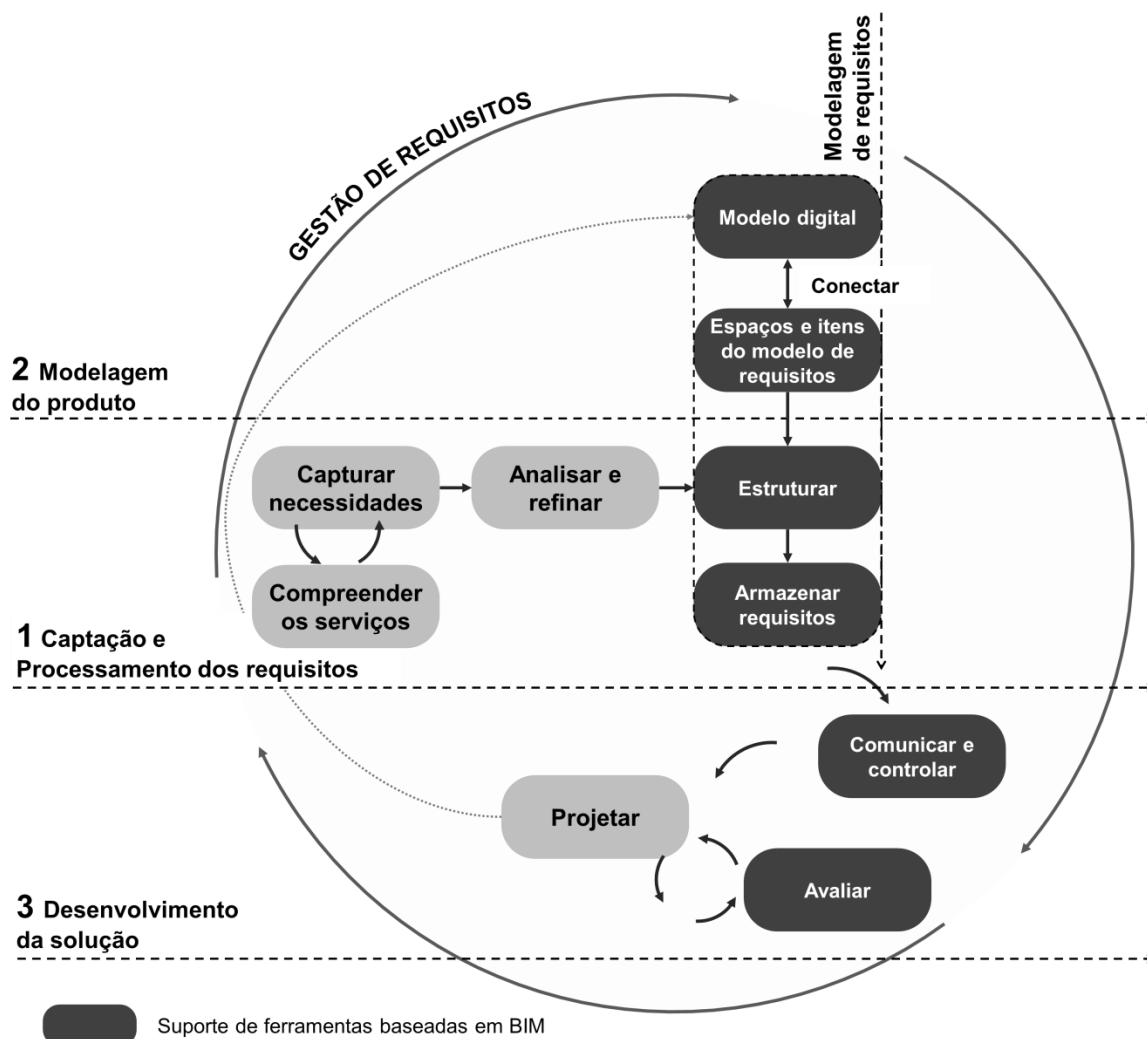 GESTÃO DE REQUISITOS
Modelagem
de requisitos
Modelo digital
Conectar
Espaços e itens
do modelo de
requisitos
2 Modelagem
do produto
Capturar
necessidades
Analisar e
refinar
Estruturar
Compreender
os serviços
Armazenar
requisitos
1 Captação e
Processamento dos requisitos
Comunicar e
controlar
Projetar
Avaliar
3 Desenvolvimento
da solução
Suporte de ferramentas baseadas em BIM